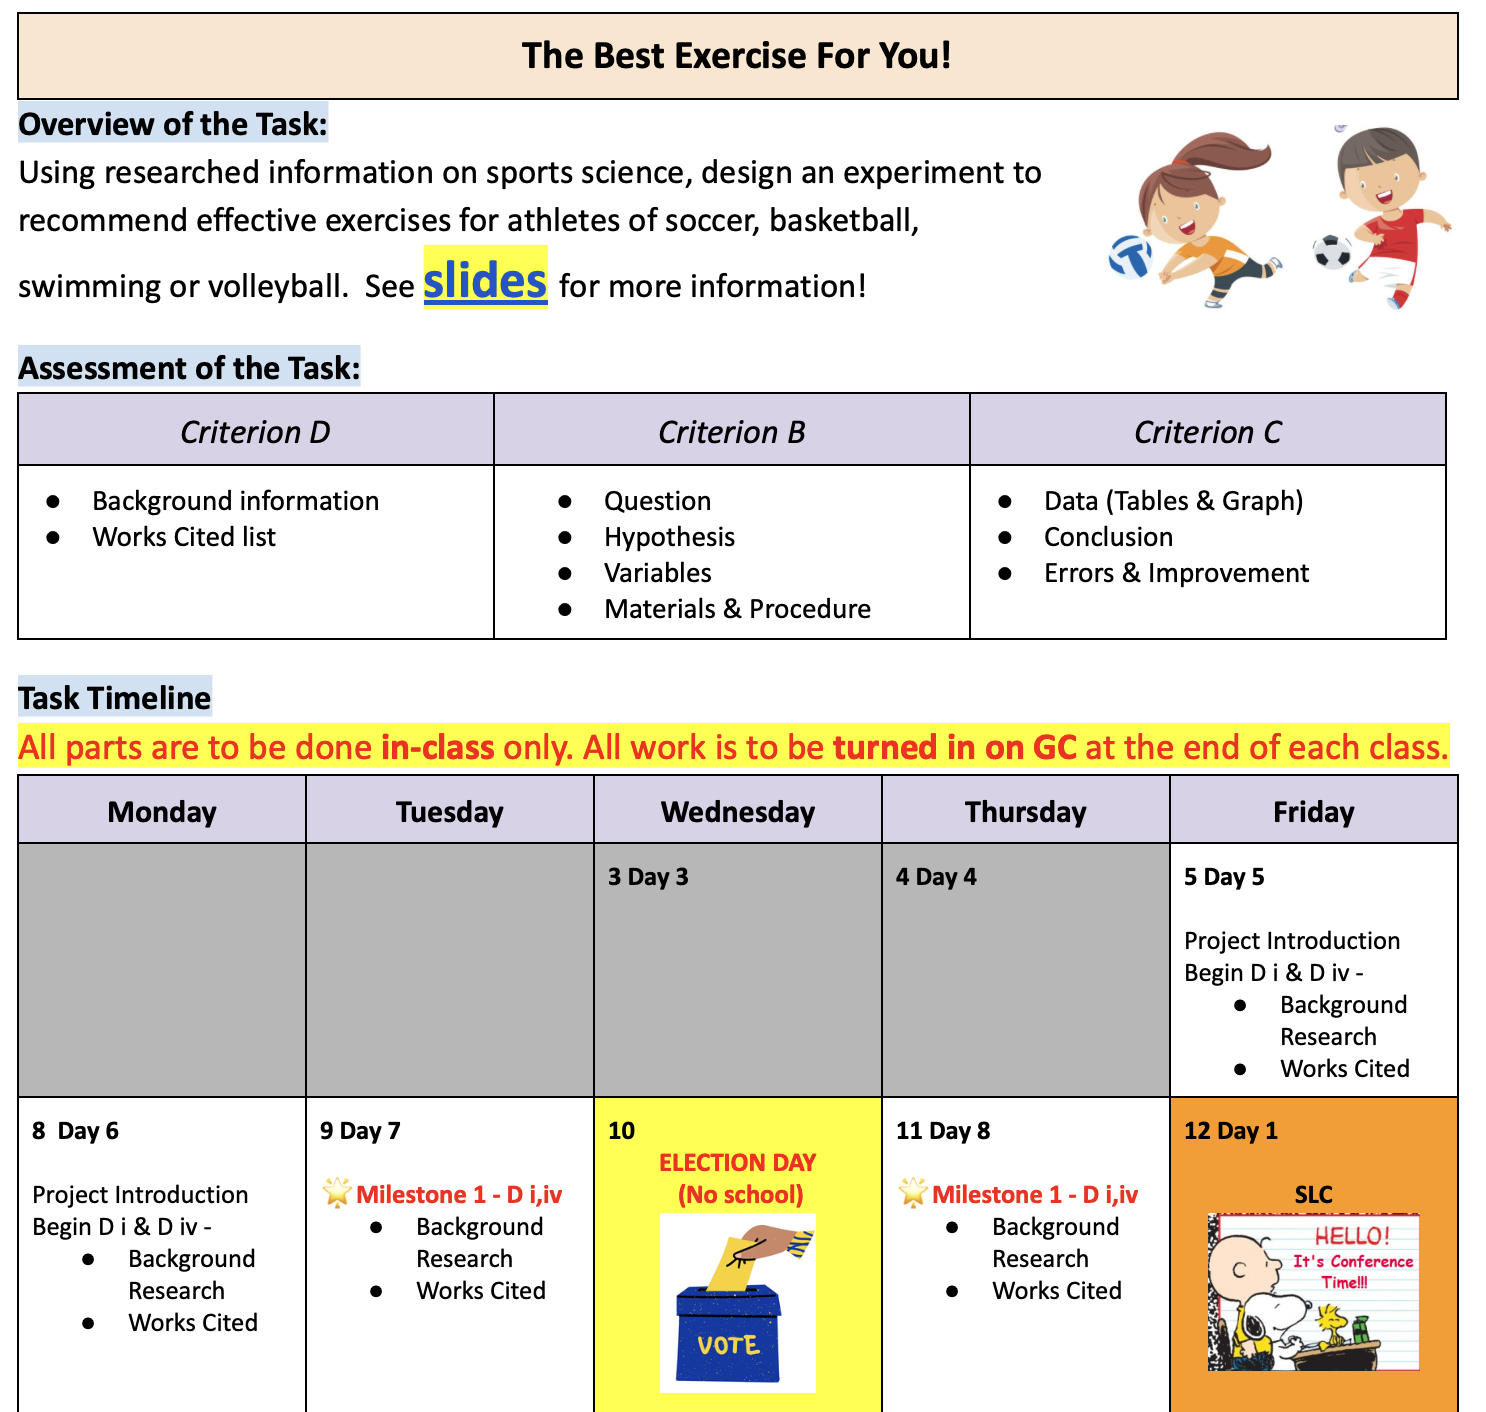 The Best Exercise For You!
Overview of the Task:
Using researched information on sports science, design an experiment to
recommend effective exercises for athletes of soccer, basketball,
swimming or volleyball.  See slides for more information!
Assessment of the Task:
Criterion D
Criterion B
Criterion C
● Background information
● Works Cited list
● Question
● Hypothesis
● Variables
● Materials & Procedure
● Data (Tables & Graph)
● Conclusion
● Errors & Improvement
Task Timeline
All parts are to be done in-class only. All work is to be turned in on GC at the end of each class.
Monday
Tuesday
Wednesday
Thursday
Friday
3 Day 3
4 Day 4
5 Day 5
Project Introduction
Begin D i & D iv -
● Background
Research
● Works Cited
8  Day 6
Project Introduction
Begin D i & D iv -
● Background
Research
● Works Cited
9 Day 7
🌟Milestone 1 - D i,iv
● Background
Research
● Works Cited
10
ELECTION DAY
(No school)
VOTE
11 Day 8
🌟Milestone 1 - D i,iv
● Background
Research
● Works Cited
12 Day 1
SLC
HELLO!
It's Conference
Time!!!